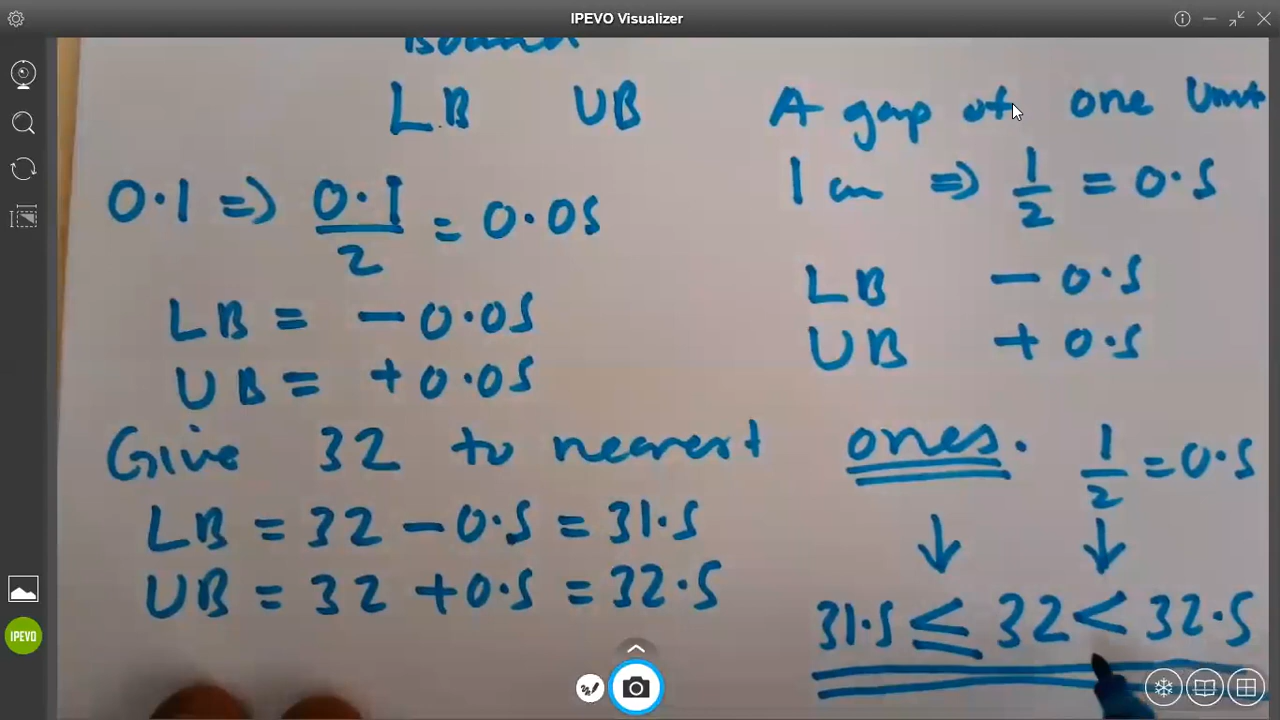 IPEVO Visualizer
Bound
LB UB
A gap of one Unit
0.1 => 0.1/2 = 0.05
1 cm => 1/2 = 0.5
LB = - 0.05
UB = + 0.05
LB - 0.5
UB + 0.5
Give 32 to nearest ones. 1/2 = 0.5
LB = 32 - 0.5 = 31.5
UB = 32 + 0.5 = 32.5
31.5 ≤ 32 < 32.5
IPEVO